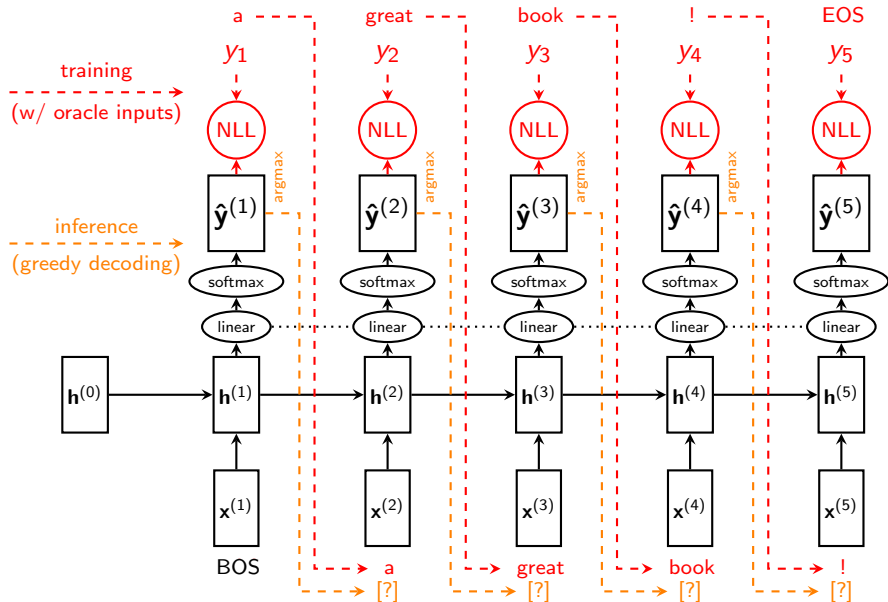 a great book ! EOS
y₁ y₂ y₃ y₄ y₅
training
(w/ oracle inputs)
NLL NLL NLL NLL NLL
argmax argmax argmax argmax
ŷ⁽¹⁾ ŷ⁽²⁾ ŷ⁽³⁾ ŷ⁽⁴⁾ ŷ⁽⁵⁾
inference
(greedy decoding)
softmax softmax softmax softmax softmax
linear linear linear linear linear
h⁽⁰⁾ h⁽¹⁾ h⁽²⁾ h⁽³⁾ h⁽⁴⁾ h⁽⁵⁾
x⁽¹⁾ x⁽²⁾ x⁽³⁾ x⁽⁴⁾ x⁽⁵⁾
BOS a great book !
[?] [?] [?] [?]